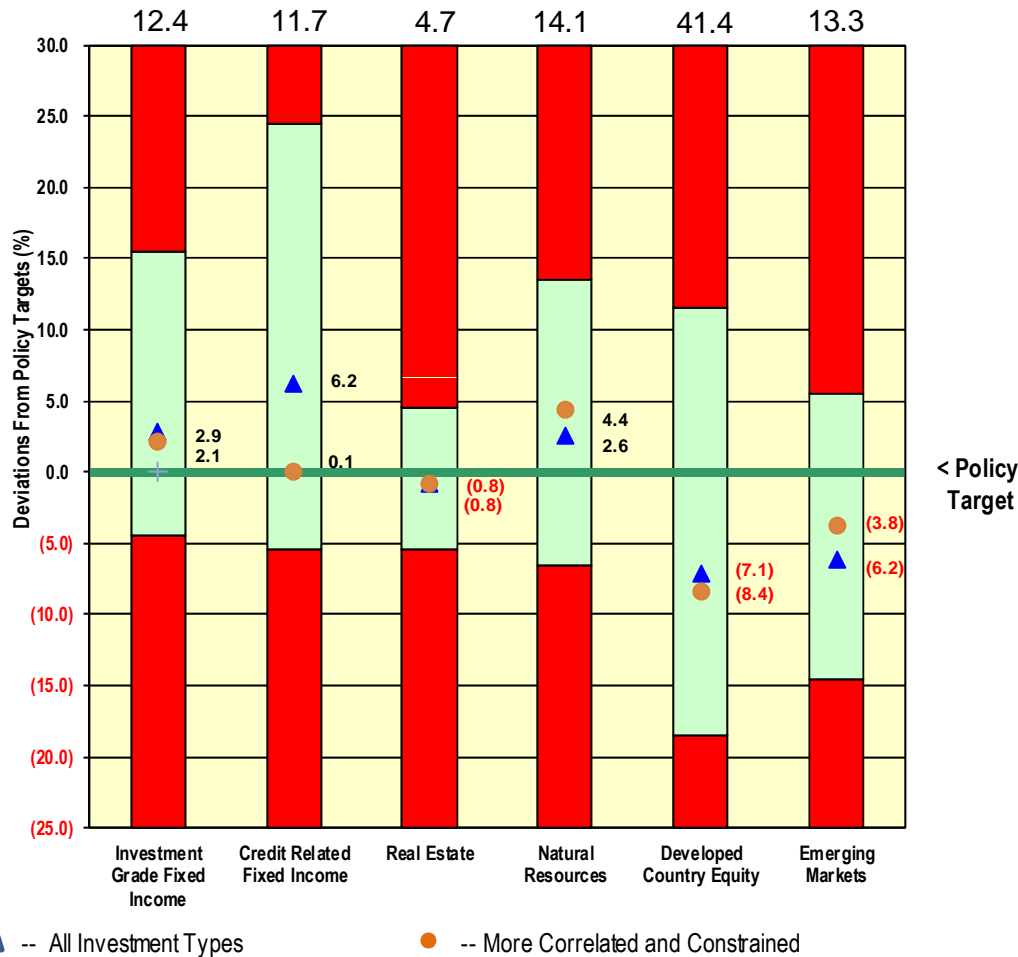 12.4 11.7 4.7 14.1 41.4 13.3
30.0
25.0
20.0
15.0
10.0
5.0
0.0
(5.0)
(10.0)
(15.0)
(20.0)
(25.0)
Deviations From Policy Targets (%)
2.9
2.1
6.2
0.1
(0.8)
(0.8)
4.4
2.6
(7.1)
(8.4)
(3.8)
(6.2)
< Policy
Target
Investment
Grade Fixed
Income
Credit Related
Fixed Income
Real Estate
Natural
Resources
Developed
Country Equity
Emerging
Markets
-- All Investment Types
-- More Correlated and Constrained